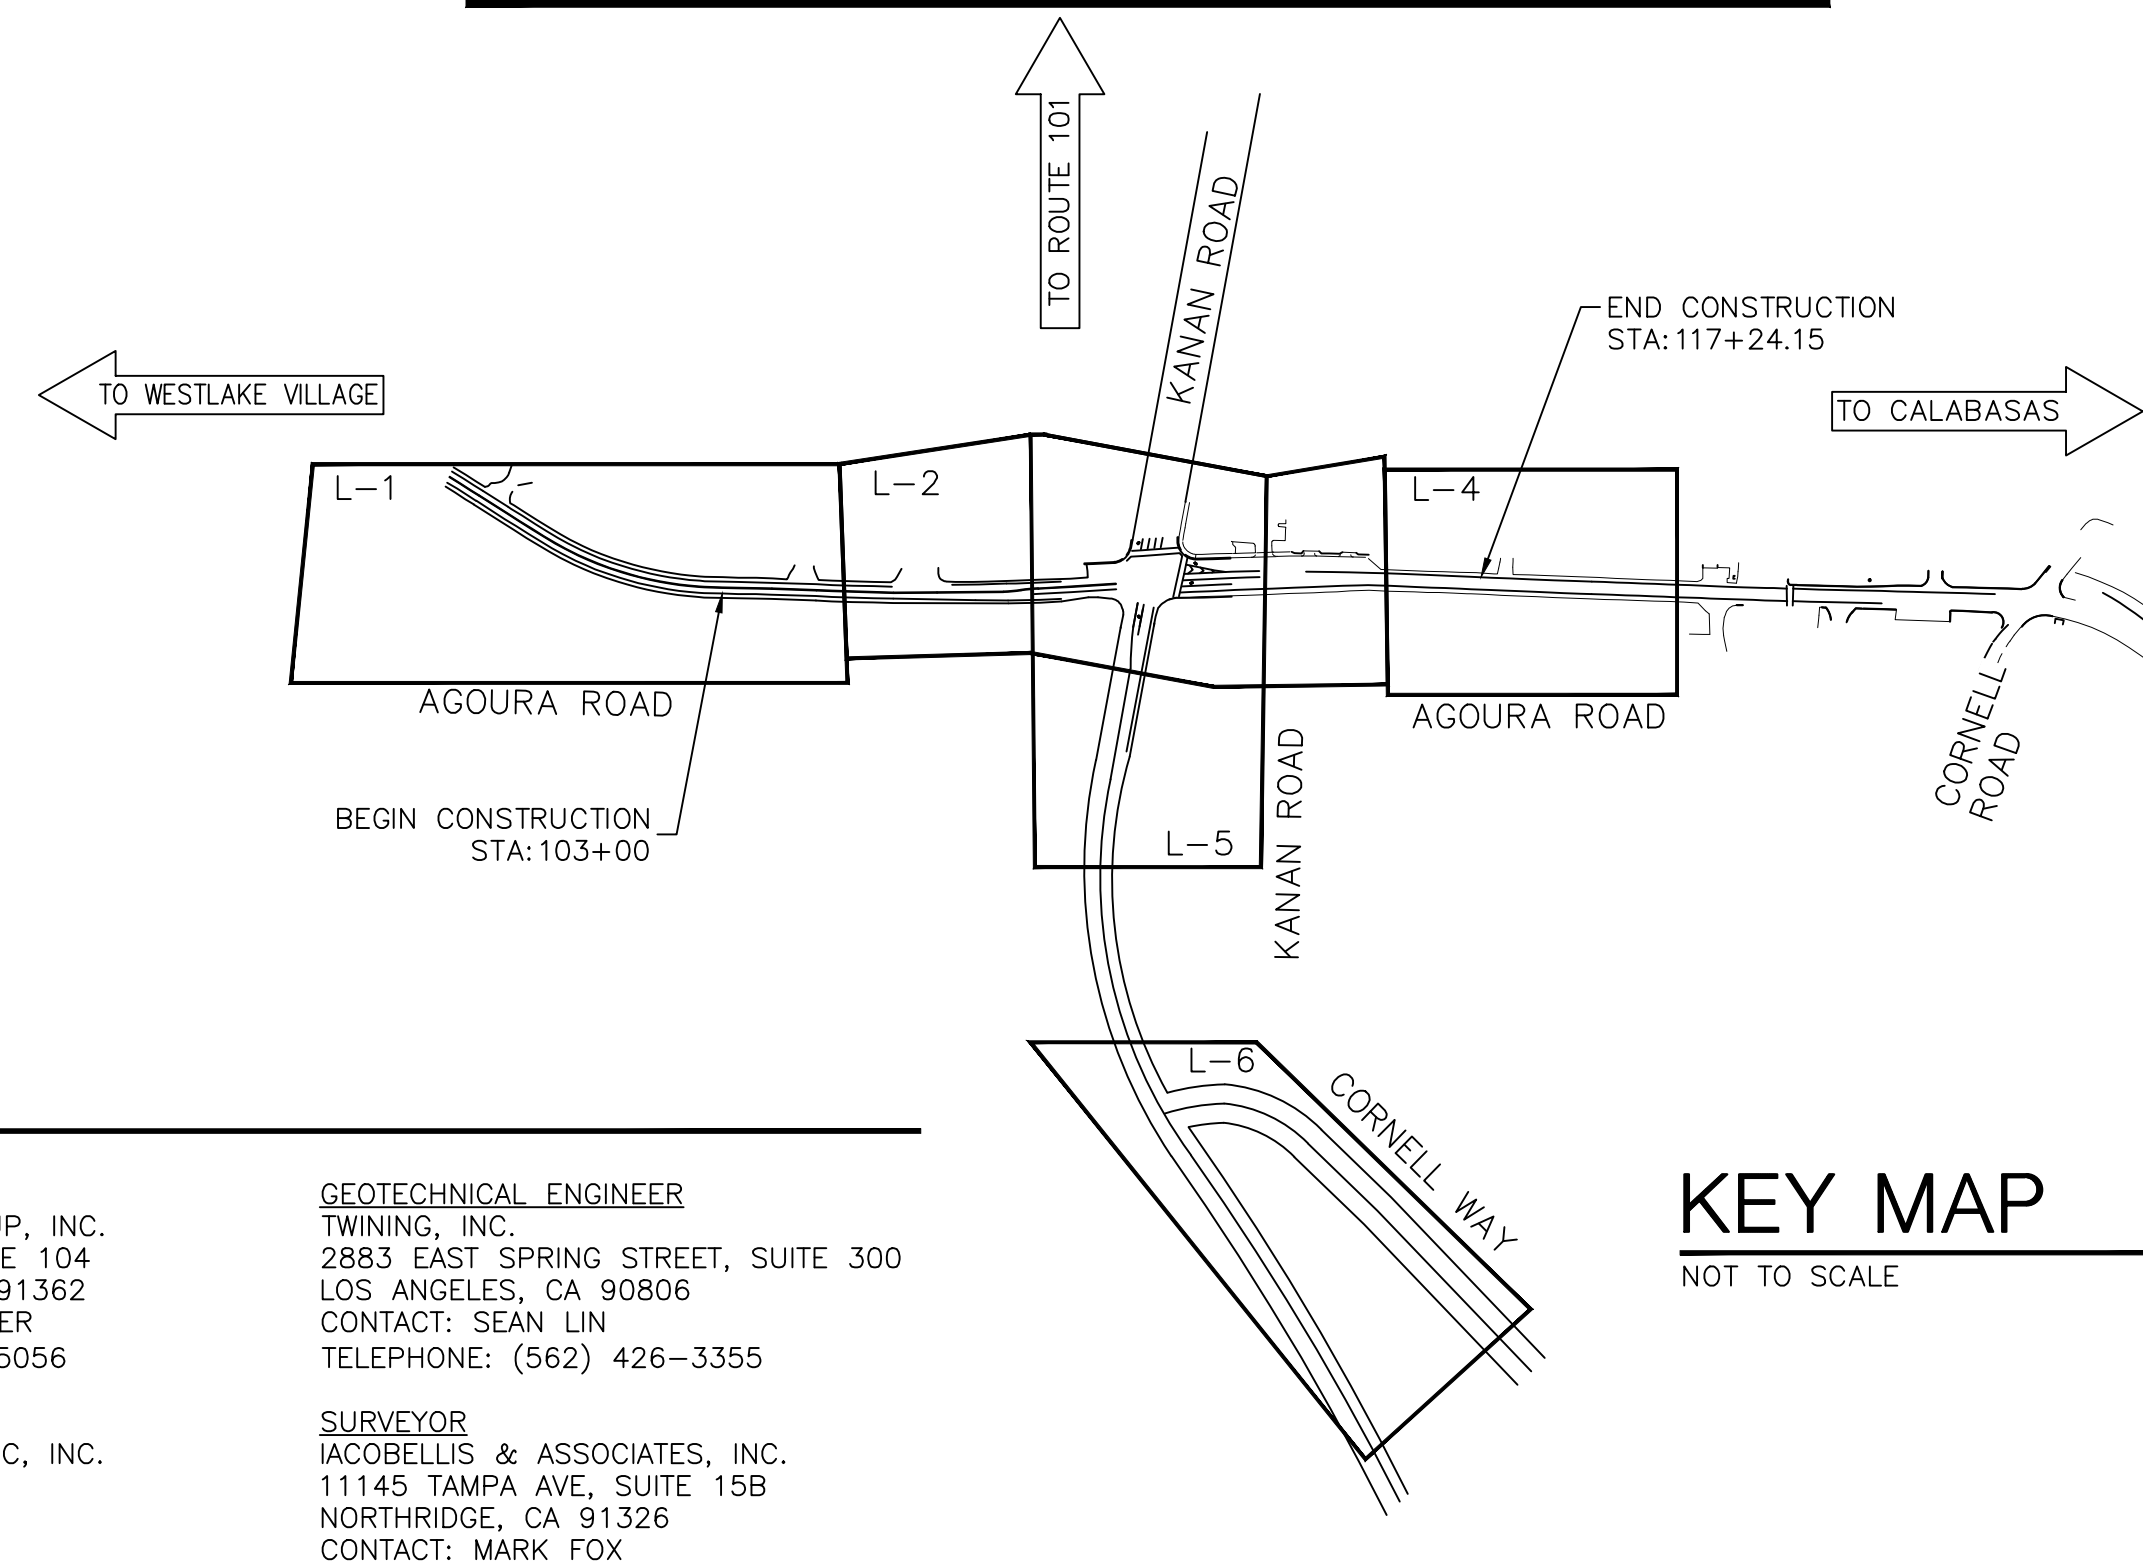 TO ROUTE 101
KANAN ROAD
END CONSTRUCTION
STA:117+24.15
TO WESTLAKE VILLAGE
TO CALABASAS
L-1
L-2
L-4
AGOURA ROAD
AGOURA ROAD
CORNELL
ROAD
BEGIN CONSTRUCTION
STA:103+00
L-5
KANAN ROAD
L-6
CORNELL WAY
KEY MAP
NOT TO SCALE
UP, INC.
E 104
91362
ER
5056
C, INC.
GEOTECHNICAL ENGINEER
TWINING, INC.
2883 EAST SPRING STREET, SUITE 300
LOS ANGELES, CA 90806
CONTACT: SEAN LIN
TELEPHONE: (562) 426-3355
SURVEYOR
IACOBELLIS & ASSOCIATES, INC.
11145 TAMPA AVE, SUITE 15B
NORTHRIDGE, CA 91326
CONTACT: MARK FOX